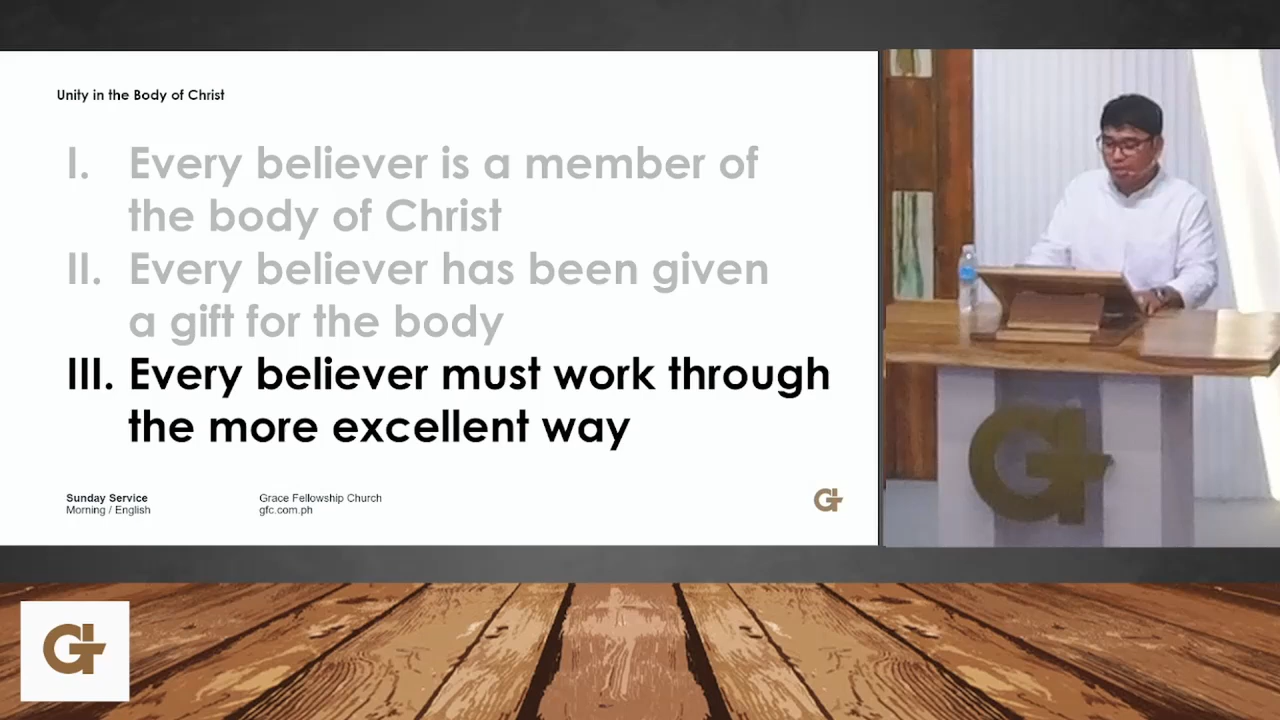 Unity in the Body of Christ
I. Every believer is a member of
the body of Christ
II. Every believer has been given
a gift for the body
III. Every believer must work through
the more excellent way
Sunday Service
Morning / English
Grace Fellowship Church
gfc.com.ph